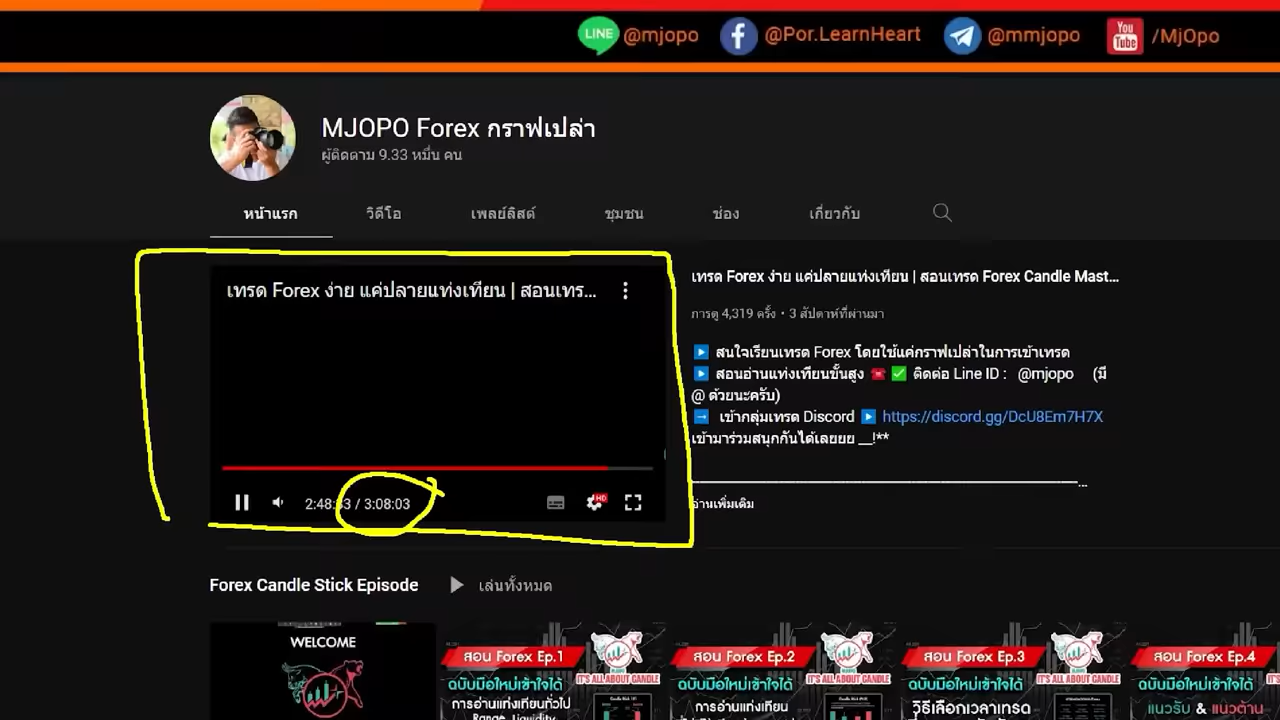 LINE @mjopo @Por.LearnHeart @mmjopo You Tube /MjOpo
MJOPO Forex กราฟเปล่า
ผู้ติดตาม 9.33 หมื่น คน
หน้าแรก วิดีโอ เพลย์ลิสต์ ชุมชน ช่อง เกี่ยวกับ
เทรด Forex ง่าย แค่ปลายแท่งเทียน | สอนเทร...
เทรด Forex ง่าย แค่ปลายแท่งเทียน | สอนเทรด Forex Candle Mast...
การดู 4,319 ครั้ง • 3 สัปดาห์ที่ผ่านมา
สนใจเรียนเทรด Forex โดยใช้แค่กราฟเปล่าในการเข้าเทรด
สอนอ่านแท่งเทียนขั้นสูง ☎️ ✅ ติดต่อ Line ID : @mjopo (มี
@ ด้วยนะครับ)
เข้ากลุ่มเทรด Discord ▶️ https://discord.gg/DcU8Em7H7X
เข้ามาร่วมสนุกกันได้เลยยย __!**
2:48: 3 / 3:08:03 HD
อ่านเพิ่มเติม
Forex Candle Stick Episode เล่นทั้งหมด
WELCOME
สอน Forex Ep.1
IT'S ALL ABOUT CANDLE
ฉบับมือใหม่เข้าใจได้
การอ่านแท่งเทียนทั่วไป
Range, Liquidity
สอน Forex Ep.2
IT'S ALL ABOUT CANDLE
ฉบับมือใหม่เข้าใจได้
การอ่านแท่งเทียน
สอน Forex Ep.3
IT'S ALL ABOUT CANDLE
ฉบับมือใหม่เข้าใจได้
วิธีเลือกเวลาเทรด
สอน Forex Ep.4
ฉบับมือใหม่เข้าใจได้
แนวรับ & แนวต้าน